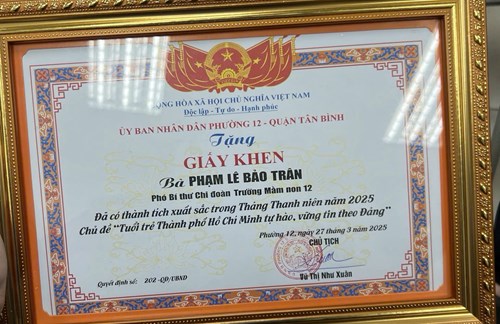 CỘNG HÒA XÃ HỘI CHỦ NGHĨA VIỆT NAM
Độc lập - Tự do - Hạnh phúc
ỦY BAN NHÂN DÂN PHƯỜNG 12 - QUẬN TÂN BÌNH
Tặng
GIẤY KHEN
Bà PHẠM LÊ BẢO TRÂN
Phó Bí thư Chi đoàn Trường Mầm non 12
Đã có thành tích xuất sắc trong Tháng Thanh niên năm 2025
Chủ đề "Tuổi trẻ Thành phố Hồ Chí Minh tự hào, vững tin theo Đảng"
Phường 12, ngày 27 tháng 3 năm 2025
CHỦ TỊCH
Vũ Thị Như Xuân
Quyết định số: 202 -QĐ/UBND